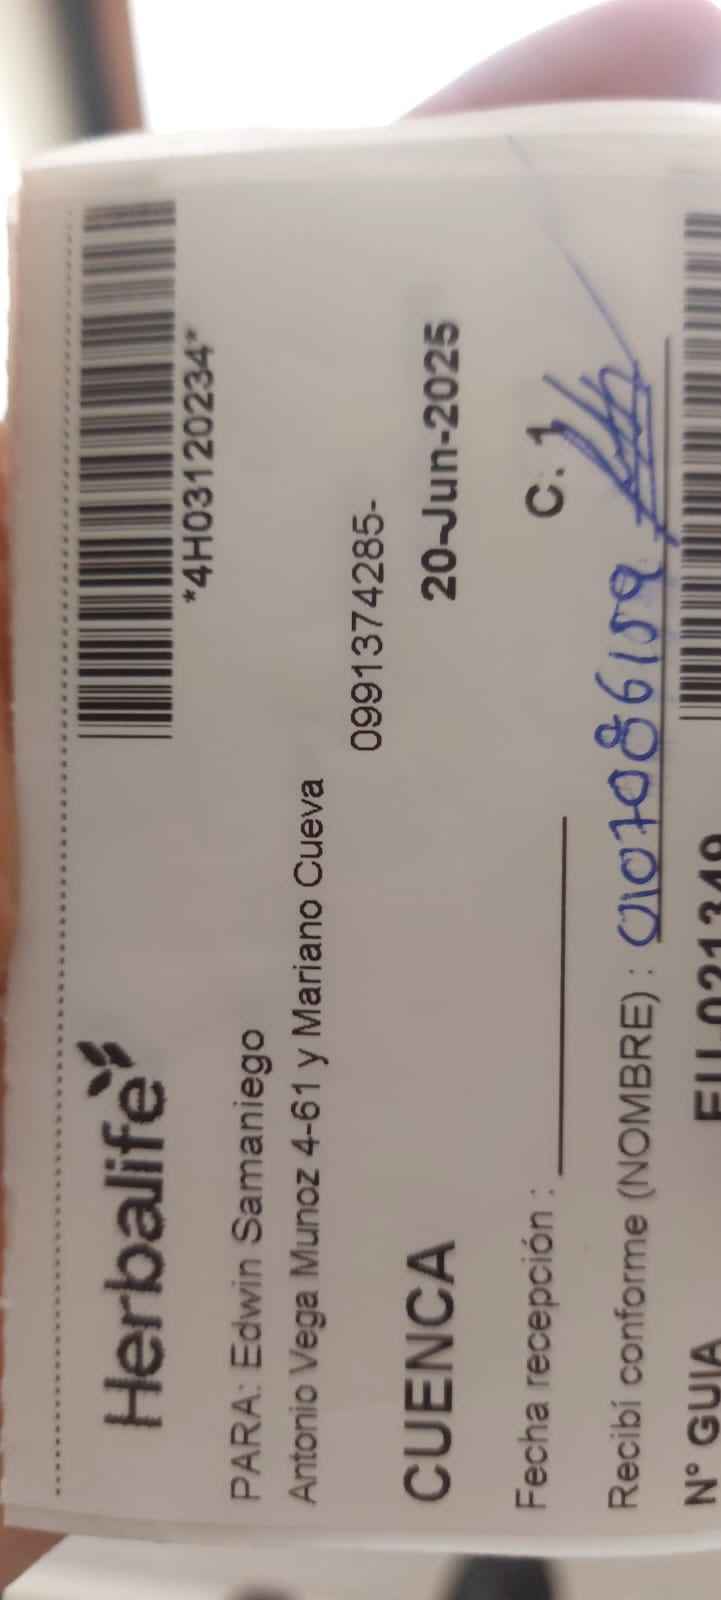 *4H03120234*
Herbalife
PARA: Edwin Samaniego
Antonio Vega Munoz 4-61 y Mariano Cueva
0991374285-
CUENCA 20-Jun-2025
Fecha recepción : C. 1
Recibí conforme (NOMBRE) : 0107086159
N° GUIA